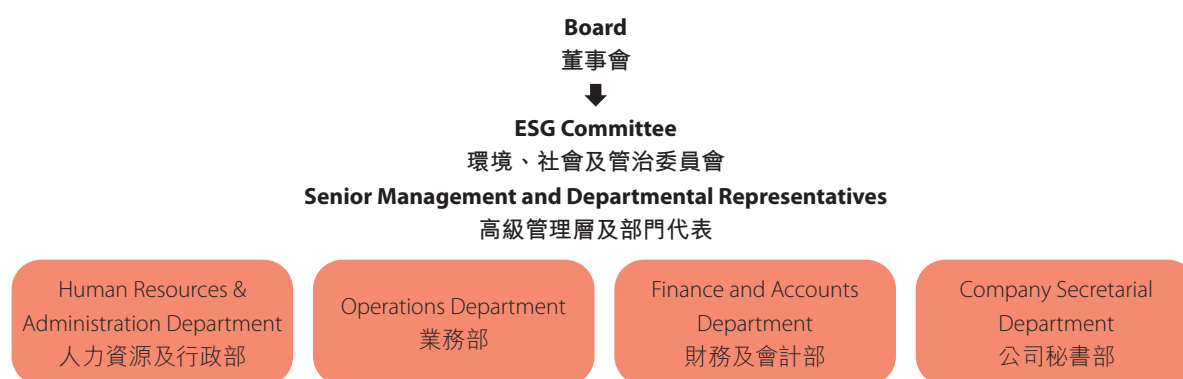 Board
董事會
ESG Committee
環境、社會及管治委員會
Senior Management and Departmental Representatives
高級管理層及部門代表
Human Resources &
Administration Department
人力資源及行政部
Operations Department
業務部
Finance and Accounts
Department
財務及會計部
Company Secretarial
Department
公司秘書部